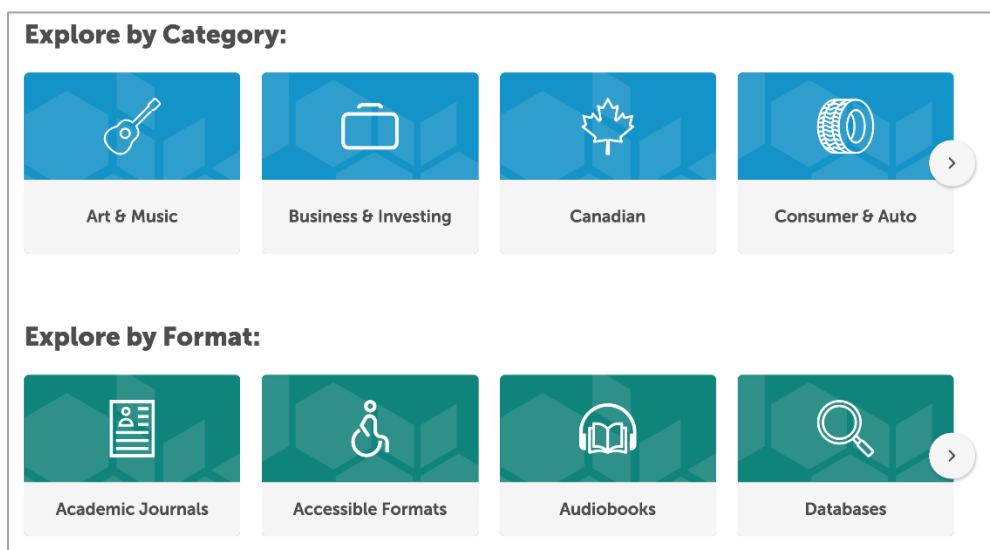 Explore by Category:
Art & Music
Business & Investing
Canadian
Consumer & Auto
Explore by Format:
Academic Journals
Accessible Formats
Audiobooks
Databases